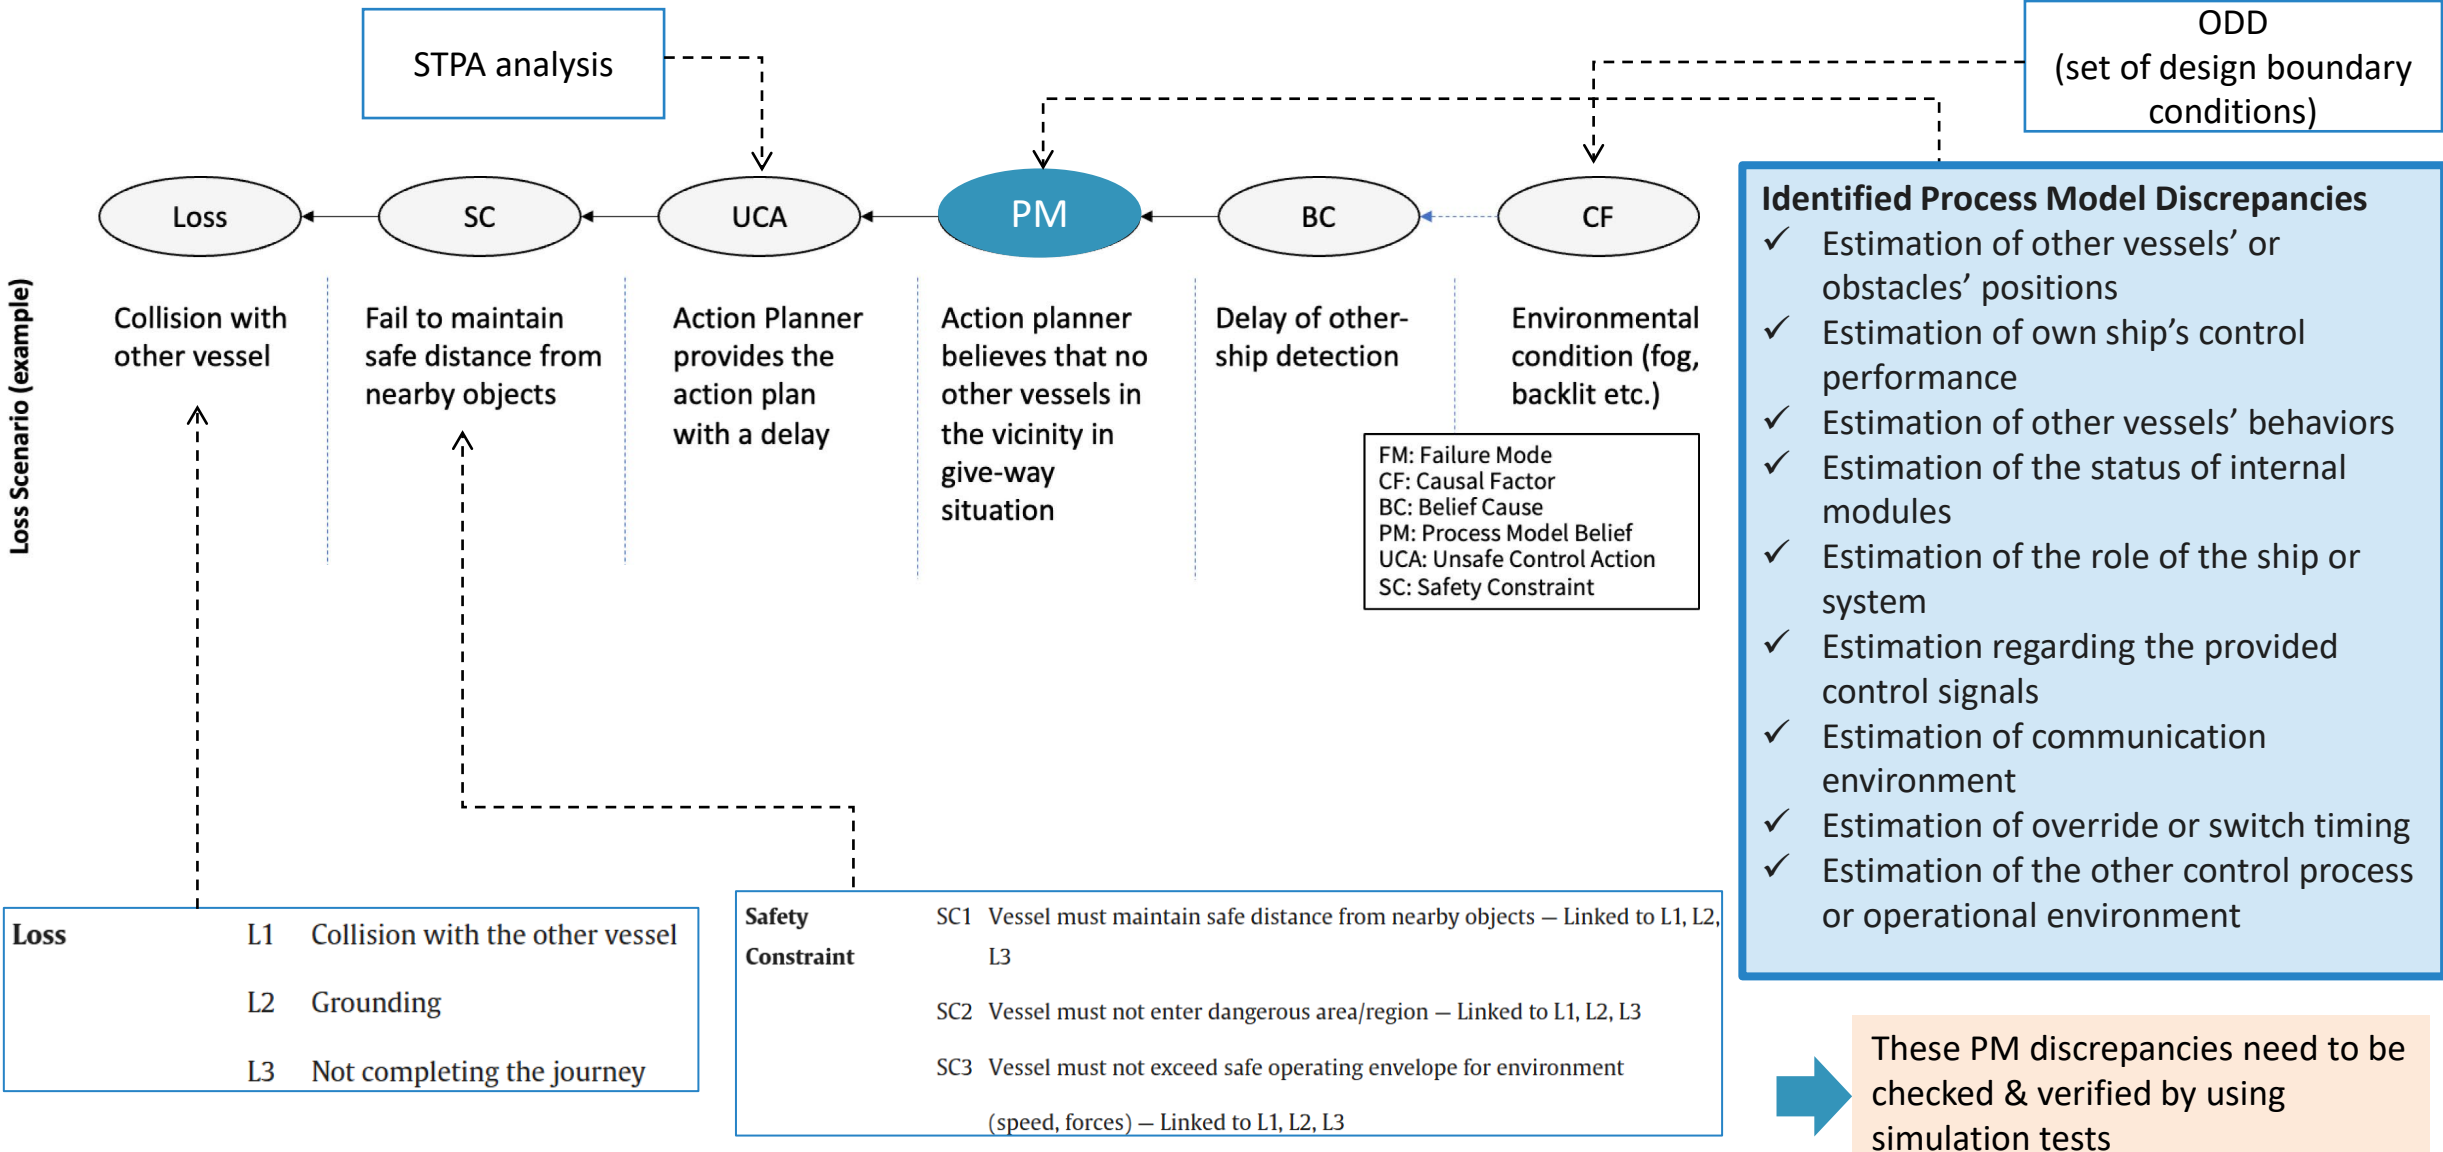 STPA analysis
ODD
(set of design boundary
conditions)
Loss
SC
UCA
PM
BC
CF
Loss Scenario (example)
Collision with
other vessel
Fail to maintain
safe distance from
nearby objects
Action Planner
provides the
action plan
with a delay
Action planner
believes that no
other vessels in
the vicinity in
give-way
situation
Delay of other-
ship detection
Environmental
condition (fog,
backlit etc.)
FM: Failure Mode
CF: Causal Factor
BC: Belief Cause
PM: Process Model Belief
UCA: Unsafe Control Action
SC: Safety Constraint
Identified Process Model Discrepancies
✓ Estimation of other vessels’ or
obstacles’ positions
✓ Estimation of own ship’s control
performance
✓ Estimation of other vessels’ behaviors
✓ Estimation of the status of internal
modules
✓ Estimation of the role of the ship or
system
✓ Estimation regarding the provided
control signals
✓ Estimation of communication
environment
✓ Estimation of override or switch timing
✓ Estimation of the other control process
or operational environment
Loss L1 Collision with the other vessel
L2 Grounding
L3 Not completing the journey
Safety SC1 Vessel must maintain safe distance from nearby objects — Linked to L1, L2,
Constraint L3
SC2 Vessel must not enter dangerous area/region — Linked to L1, L2, L3
SC3 Vessel must not exceed safe operating envelope for environment
(speed, forces) — Linked to L1, L2, L3
These PM discrepancies need to be
checked & verified by using
simulation tests